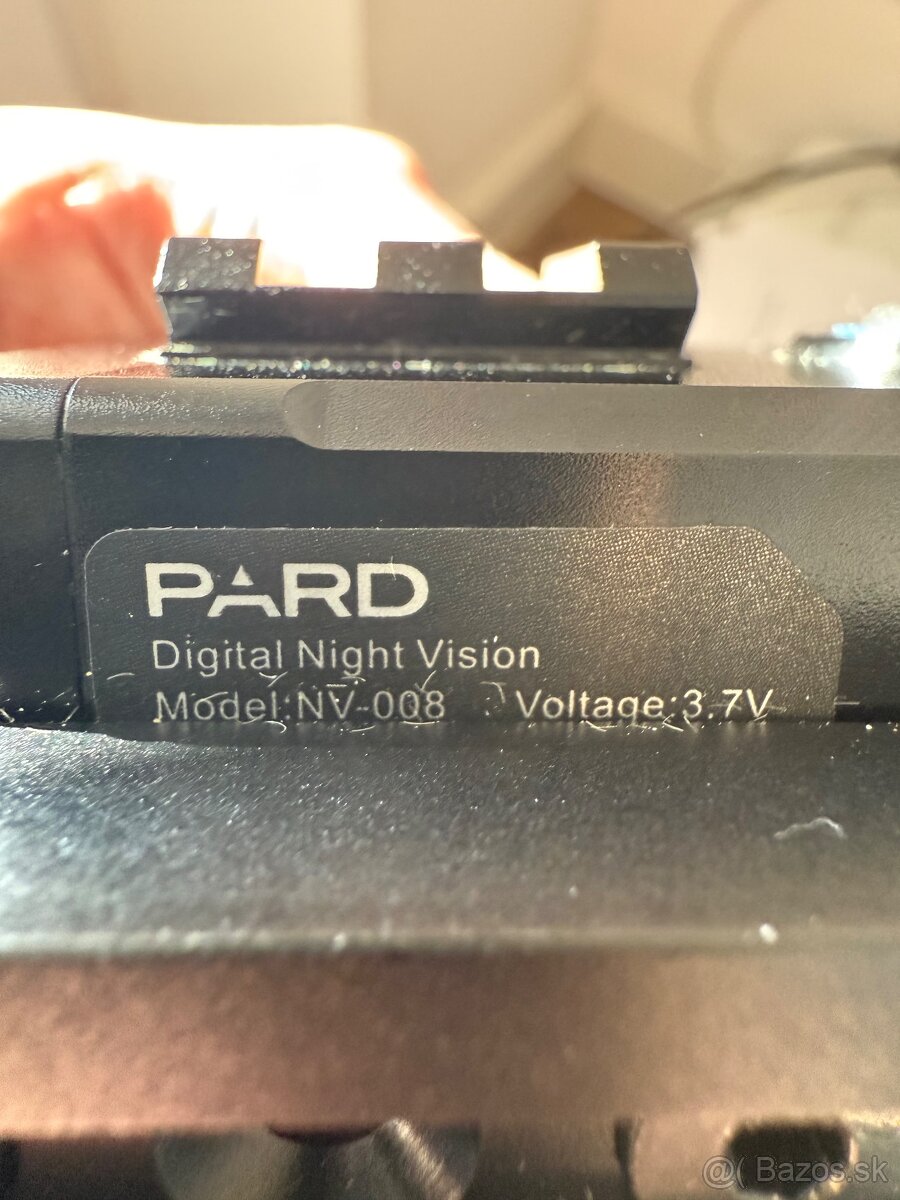 PARD
Digital Night Vision
Model:NV-008 Voltage:3.7V
@( Bazos.sk